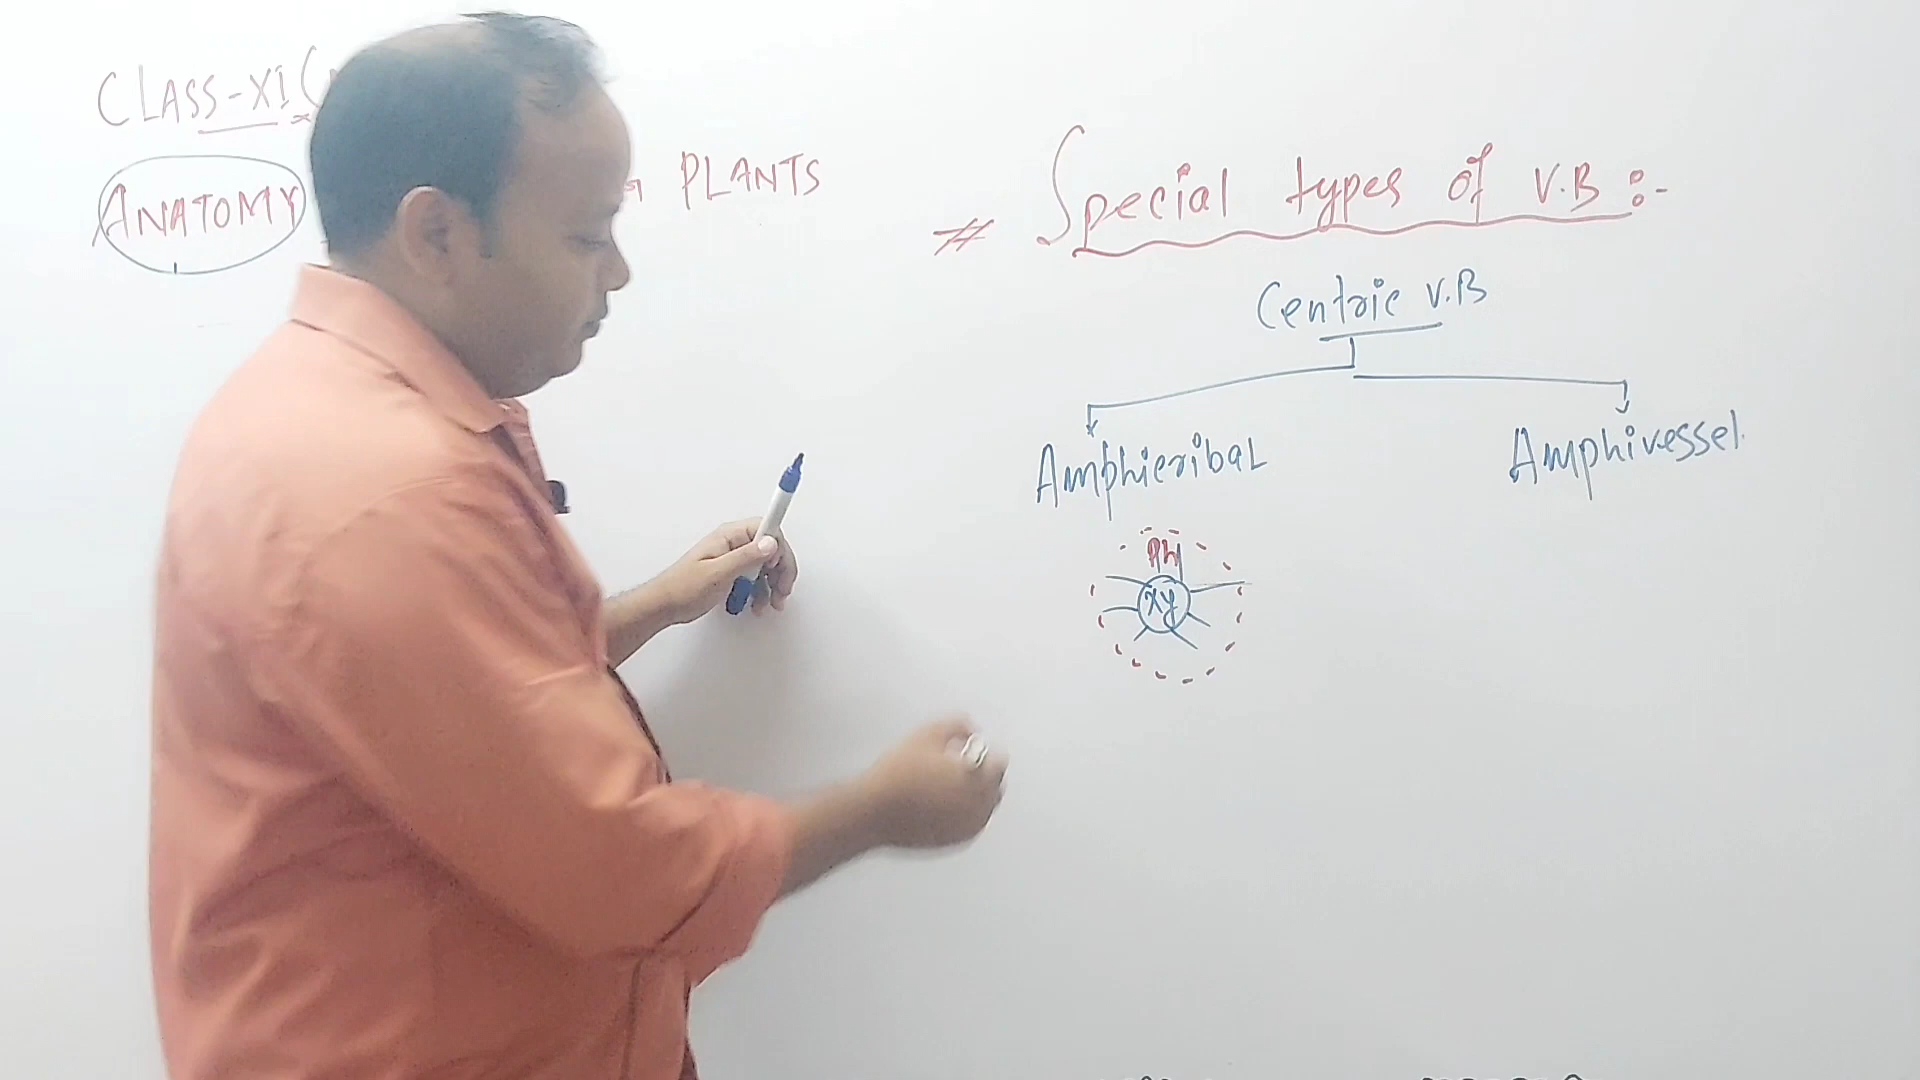 CLASS-XI (
ANATOMY PLANTS
# Special types of V.B :-
Centric V.B
Amphicribal Amphivessel
Ph
xy